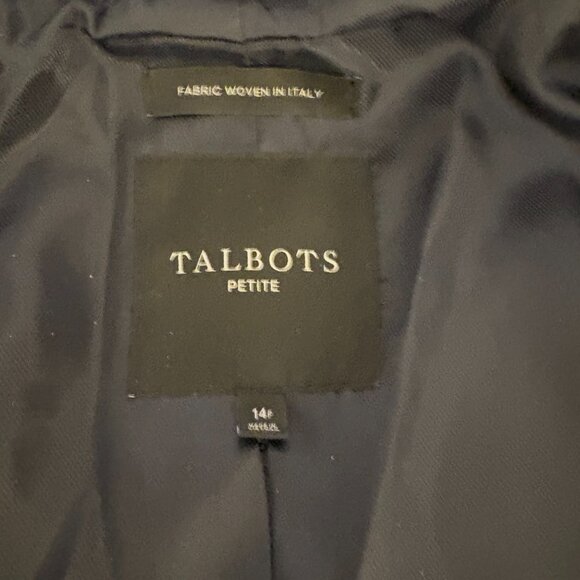 FABRIC WOVEN IN ITALY
TALBOTS
PETITE
14P